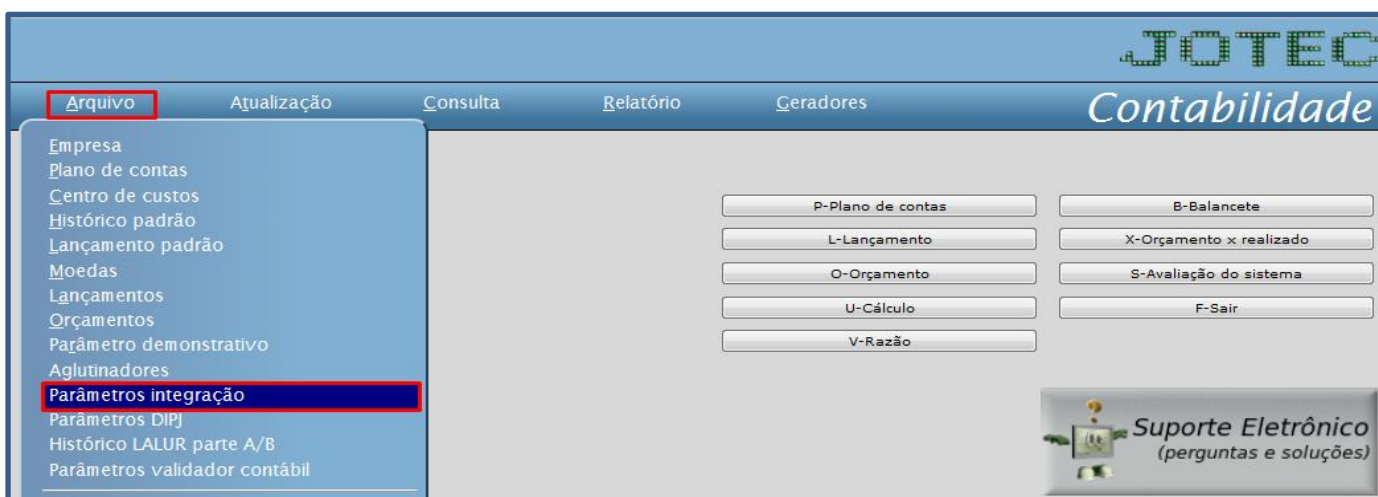 JOTEC
Arquivo Atualização Consulta Relatório Geradores Contabilidade
Empresa
Plano de contas
Centro de custos
Histórico padrão
Lançamento padrão
Moedas
Lançamentos
Orçamentos
Parâmetro demonstrativo
Aglutinadores
Parâmetros integração
Parâmetros DIPJ
Histórico LALUR parte A/B
Parâmetros validador contábil
P-Plano de contas B-Balancete
L-Lançamento X-Orçamento x realizado
O-Orçamento S-Avaliação do sistema
U-Cálculo F-Sair
V-Razão
Suporte Eletrônico
(perguntas e soluções)